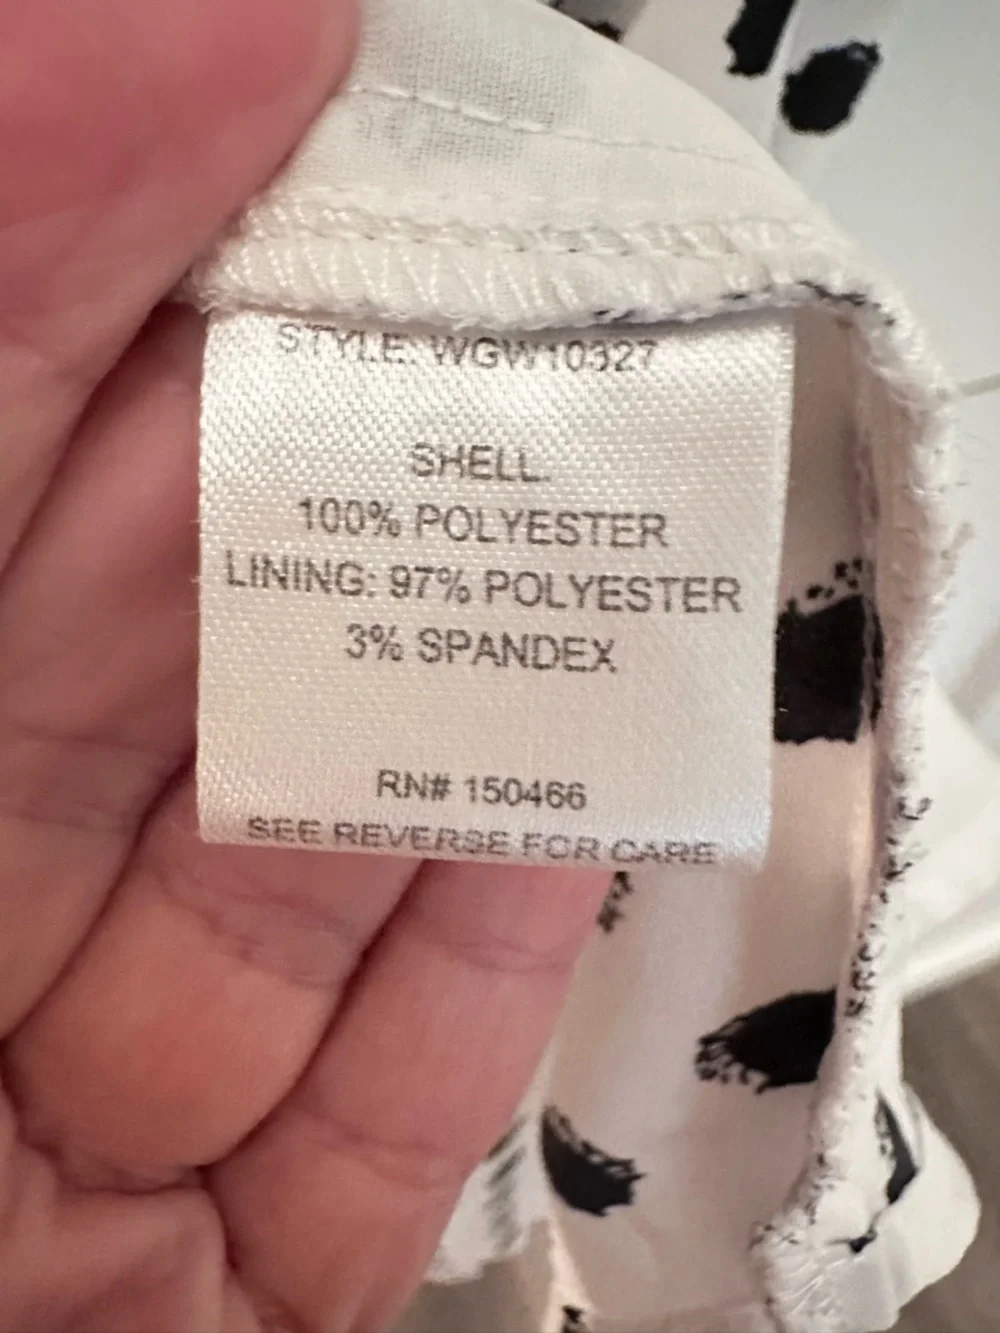 STYLE: WGW10327
SHELL:
100% POLYESTER
LINING: 97% POLYESTER
3% SPANDEX
RN# 150466
SEE REVERSE FOR CARE